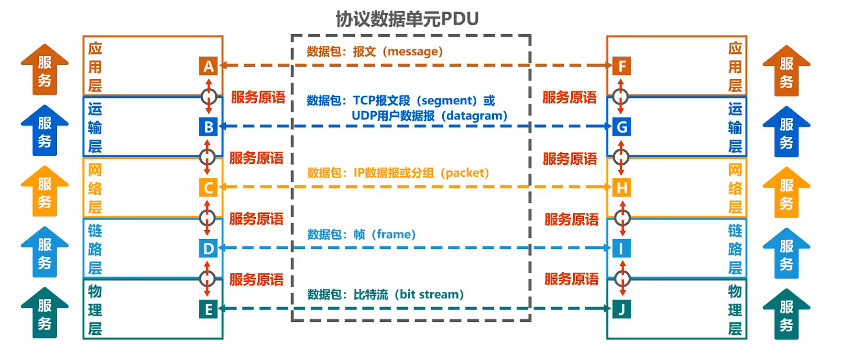 协议数据单元PDU
服务
应用层
A
数据包：报文（message）
F
应用层
服务
服务原语
服务原语
服务
运输层
B
数据包：TCP报文段（segment）或
UDP用户数据报（datagram）
G
运输层
服务
服务原语
服务原语
服务
网络层
C
数据包：IP数据报或分组（packet）
H
网络层
服务
服务原语
服务原语
服务
链路层
D
数据包：帧（frame）
I
链路层
服务
服务原语
服务原语
服务
物理层
E
数据包：比特流（bit stream）
J
物理层
服务